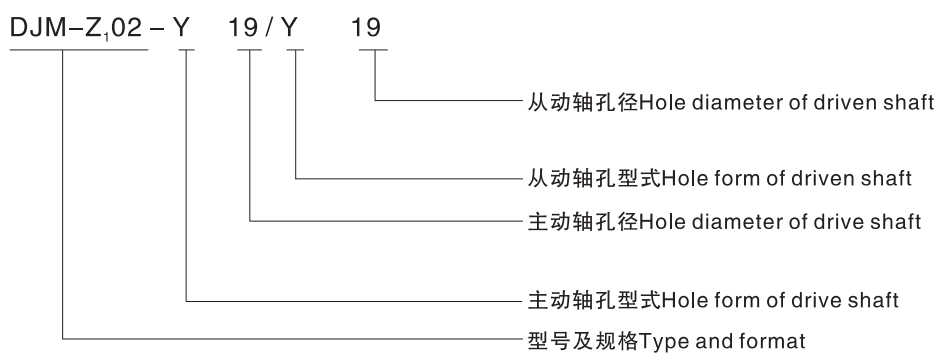 DJM–Z₁02 – Y 19 / Y 19
从动轴孔径Hole diameter of driven shaft
从动轴孔型式Hole form of driven shaft
主动轴孔径Hole diameter of drive shaft
主动轴孔型式Hole form of drive shaft
型号及规格Type and format